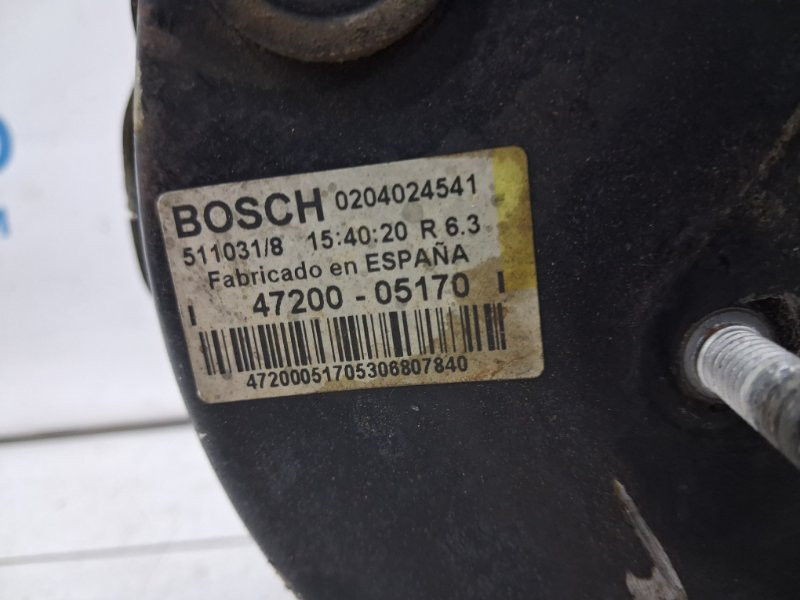 BOSCH 0204024541
511031/8 15:40:20 R 6.3
Fabricado en ESPAÑA
I 47200 - 05170 I
47200051705306807840